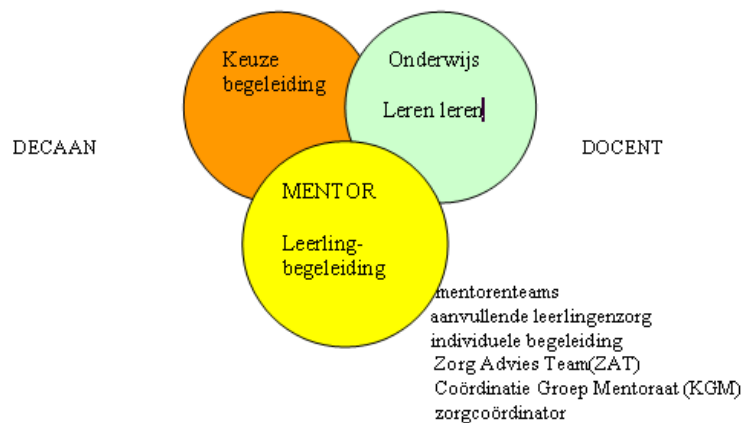 Keuze
begeleiding
Onderwijs
Leren leren
DECAAN
DOCENT
MENTOR
Leerling-
begeleiding
mentorenteams
aanvullende leerlingenzorg
individuele begeleiding
Zorg Advies Team(ZAT)
Coördinatie Groep Mentoraat (KGM)
zorgcoördinator